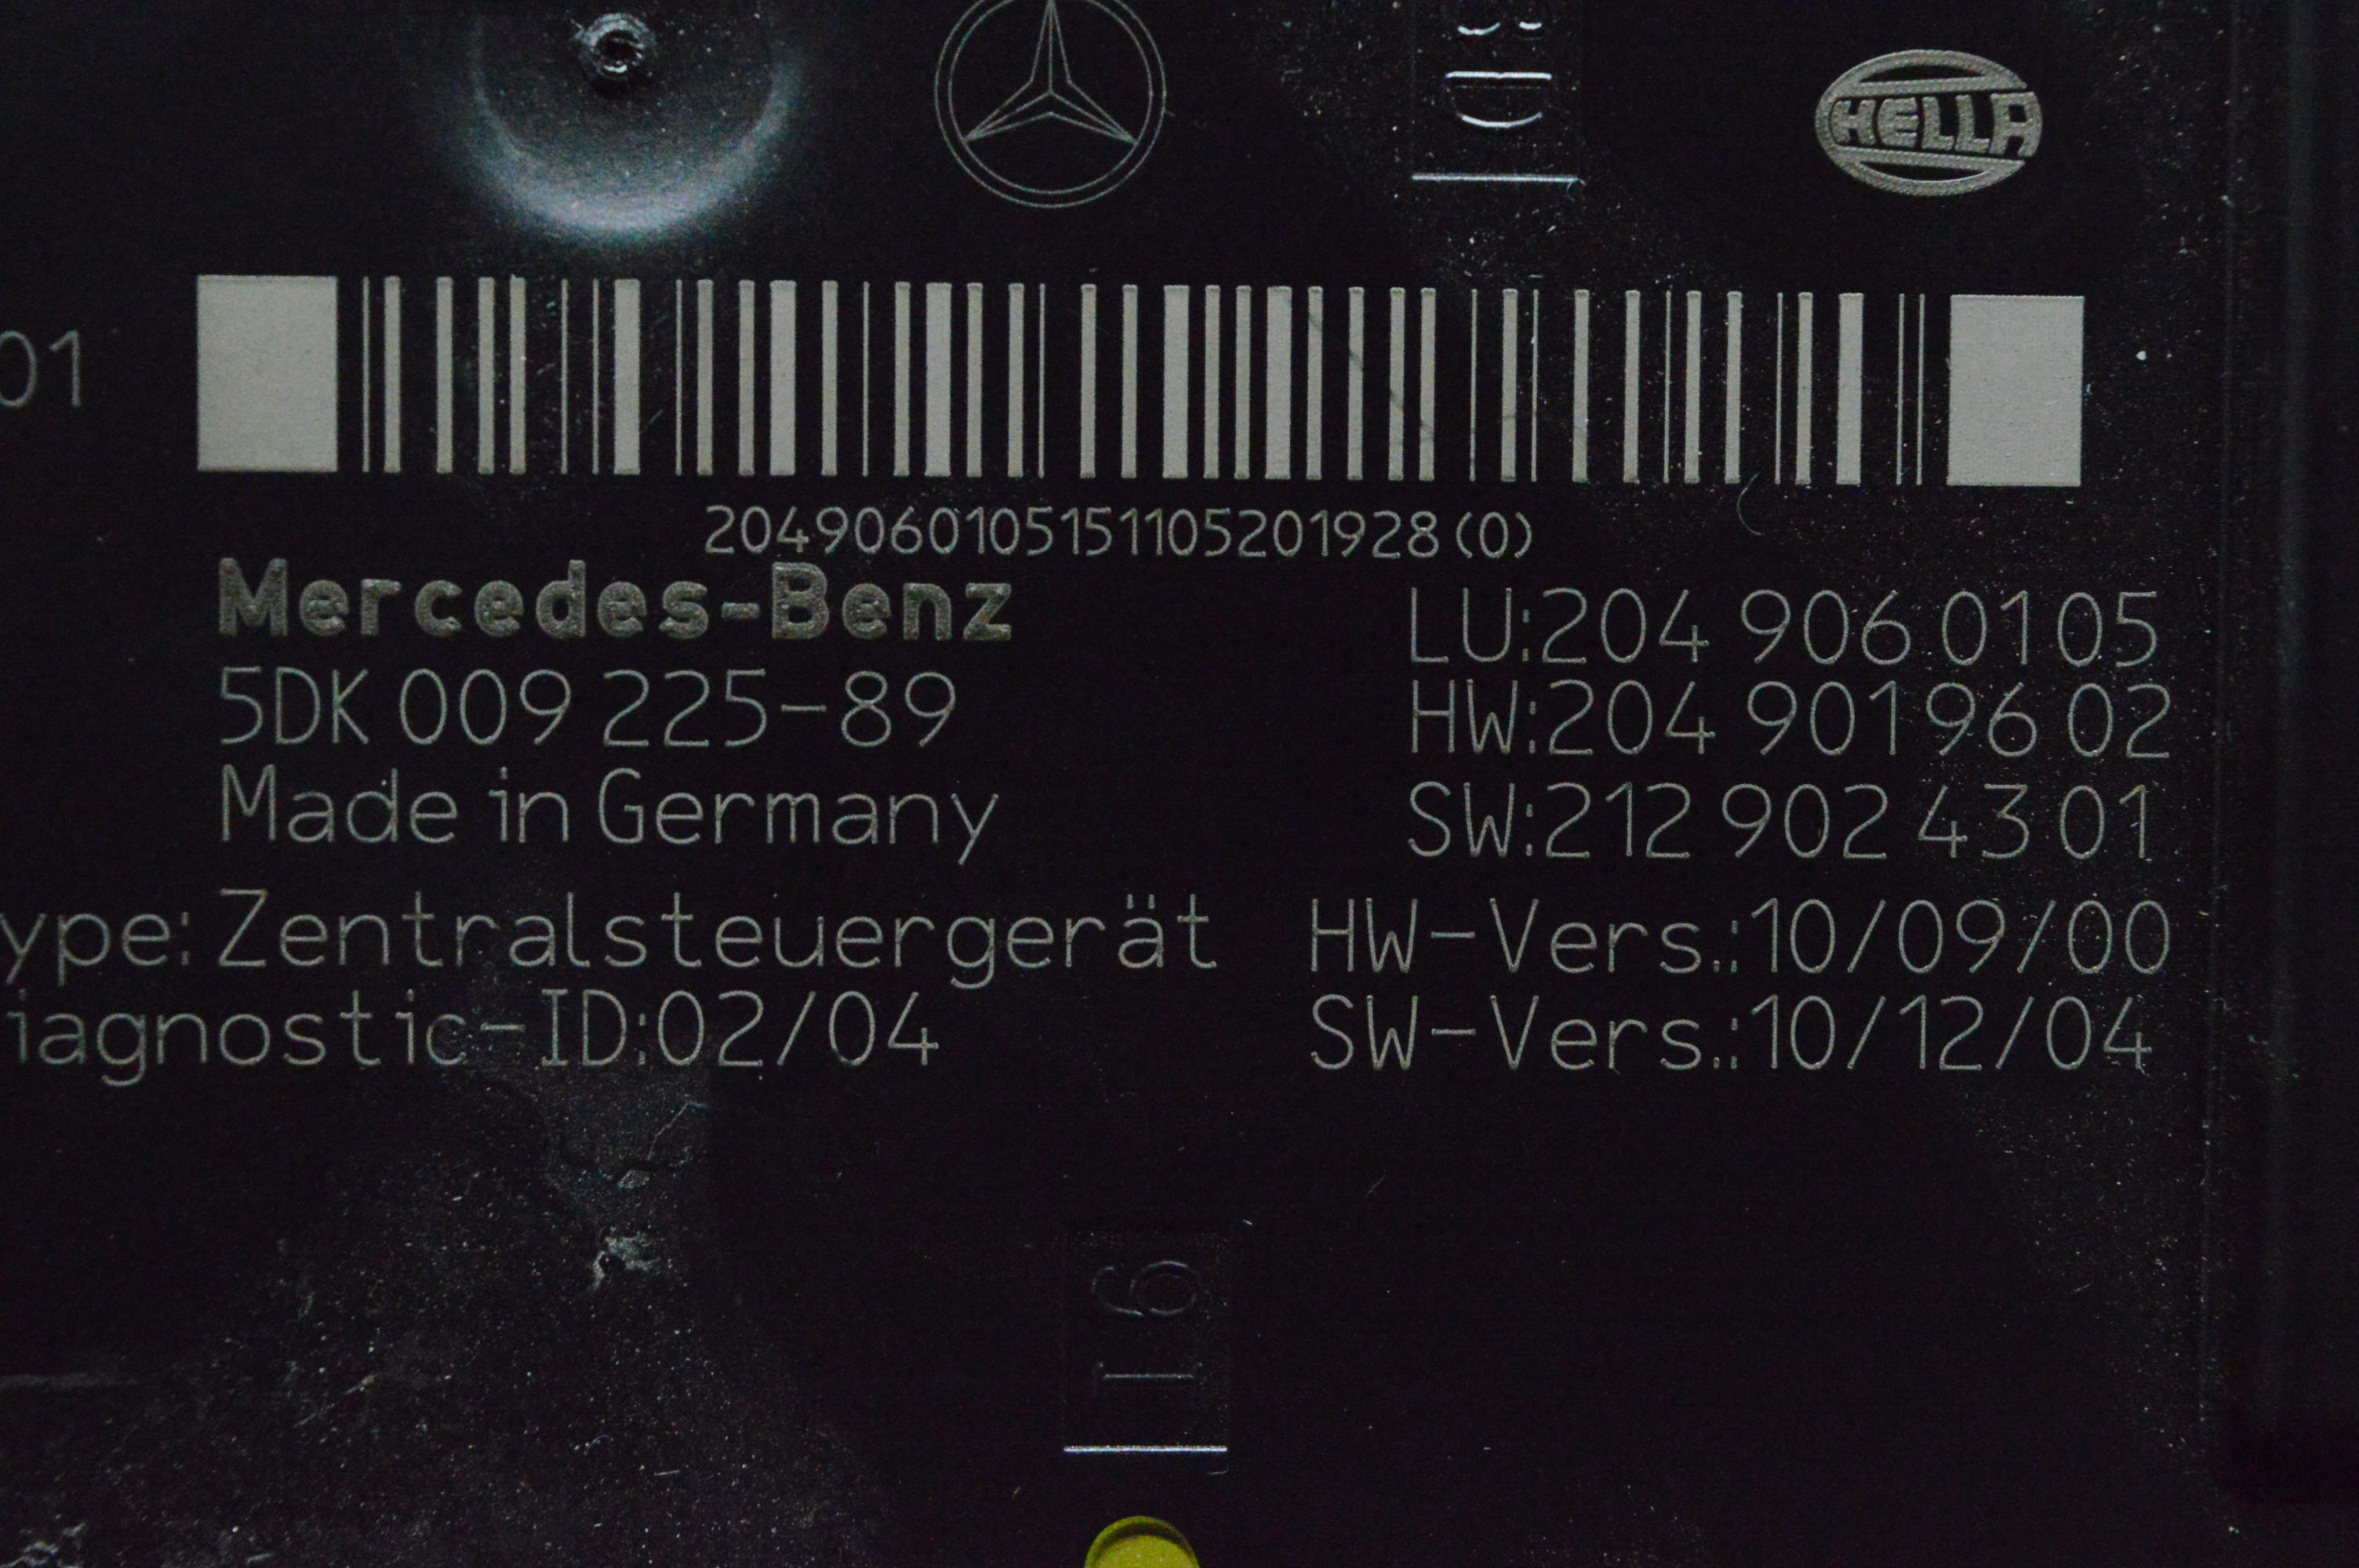 HELLA
01
2049060105151105201928(0)
Mercedes-Benz
LU:204 906 01 05
5DK 009 225-89
HW:204 901 96 02
Made in Germany
SW:212 902 43 01
ype: Zentralsteuergerät
HW-Vers.:10/09/00
iagnostic-ID:02/04
SW-Vers.:10/12/04